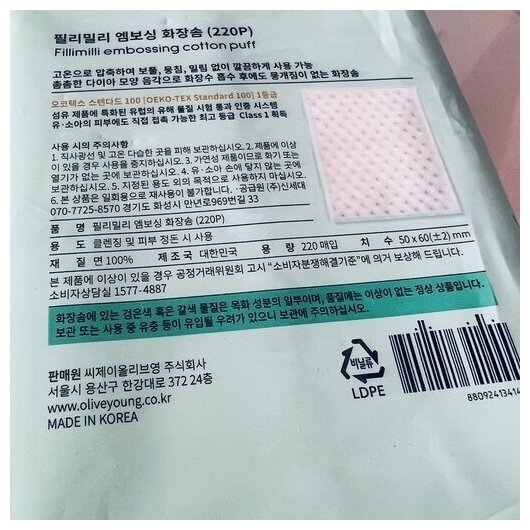 필리밀리 엠보싱 화장솜 (220P)
Fillimilli embossing cotton puff
고온으로 압축하여 보풀, 뭉침, 밀림 없이 깔끔하게 사용 가능
촘촘한 다이아 모양 음각으로 화장수 흡수 후에도 뭉개짐이 없는 화장솜
오코텍스 스텐다드 100 [OEKO-TEX Standard 100] 1등급
섬유 제품에 특화된 유럽의 유해 물질 시험 통과 인증 시스템
유·소아의 피부에도 직접 접촉 가능한 최고 등급 Class 1 획득
사용 시의 주의사항
1. 직사광선 및 고온 다습한 곳을 피해 보관하십시오. 2. 제품에 이상
이 있을 경우 사용을 중지하십시오. 3. 가연성 제품이므로 화기 또는
열기가 없는 곳에 보관하십시오. 4. 유·소아 손에 닿지 않는 곳에
보관하십시오. 5. 지정된 용도 외의 목적으로 사용하지 마십시오.
6. 본 상품은 일회용으로 재사용이 불가합니다. ·공급원 (주)신세대
070-7725-8570 경기도 화성시 만년로969번길 33
품 명 필리밀리 엠보싱 화장솜 (220P)
용 도 클렌징 및 피부 정돈 시 사용
재 질 면 100% 제조국 대한민국 용 량 220 매입 치 수 50 x 60(±2) mm
본 제품에 이상이 있을 경우 공정거래위원회 고시 "소비자분쟁해결기준"에 의거 보상해 드립니다.
소비자상담실 1577-4887
화장솜에 있는 검은색 혹은 갈색 물질은 목화 성분의 일부이며, 품질에는 이상이 없는 정상 상품입니다.
보관 또는 사용 중 유충 등이 유입될 우려가 있으니 보관에 주의하십시오.
판매원 씨제이올리브영 주식회사
서울시 용산구 한강대로 372 24층
www.oliveyoung.co.kr
MADE IN KOREA
비닐류
LDPE
88092413414